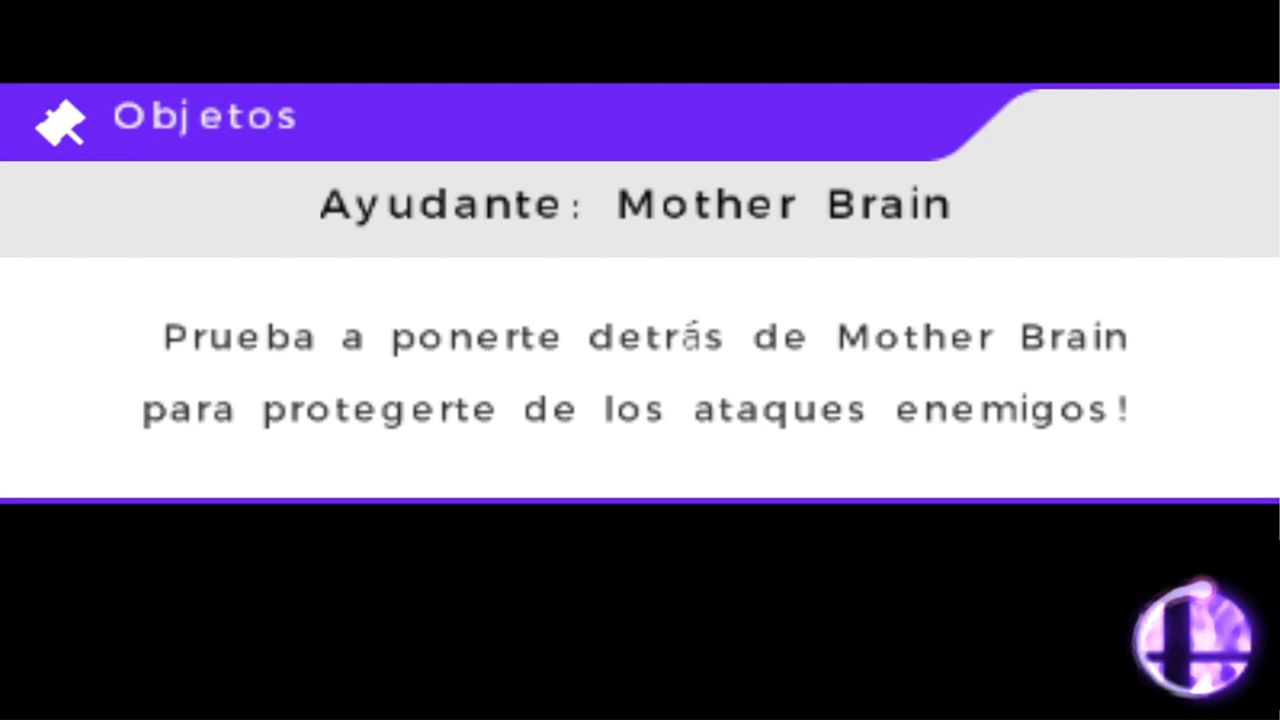 Objetos
Ayudante: Mother Brain
Prueba a ponerte detrás de Mother Brain
para protegerte de los ataques enemigos!